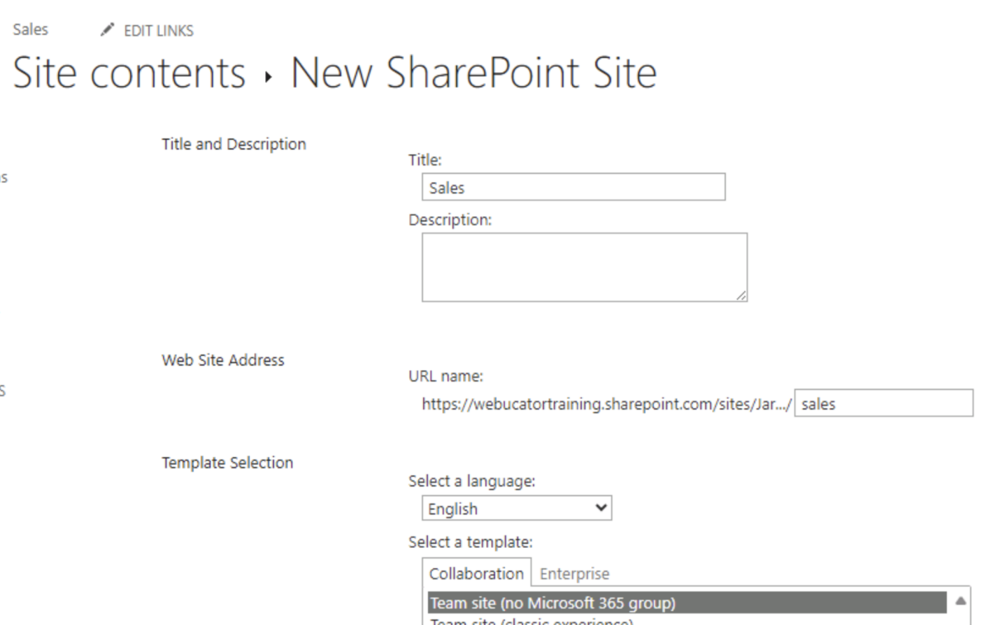 Sales EDIT LINKS
Site contents ▸ New SharePoint Site
Title and Description
Title:
Sales
Description:
Web Site Address
URL name:
https://webucatortraining.sharepoint.com/sites/Jar.../ sales
Template Selection
Select a language:
English
Select a template:
Collaboration Enterprise
Team site (no Microsoft 365 group)
Team site (classic experience)